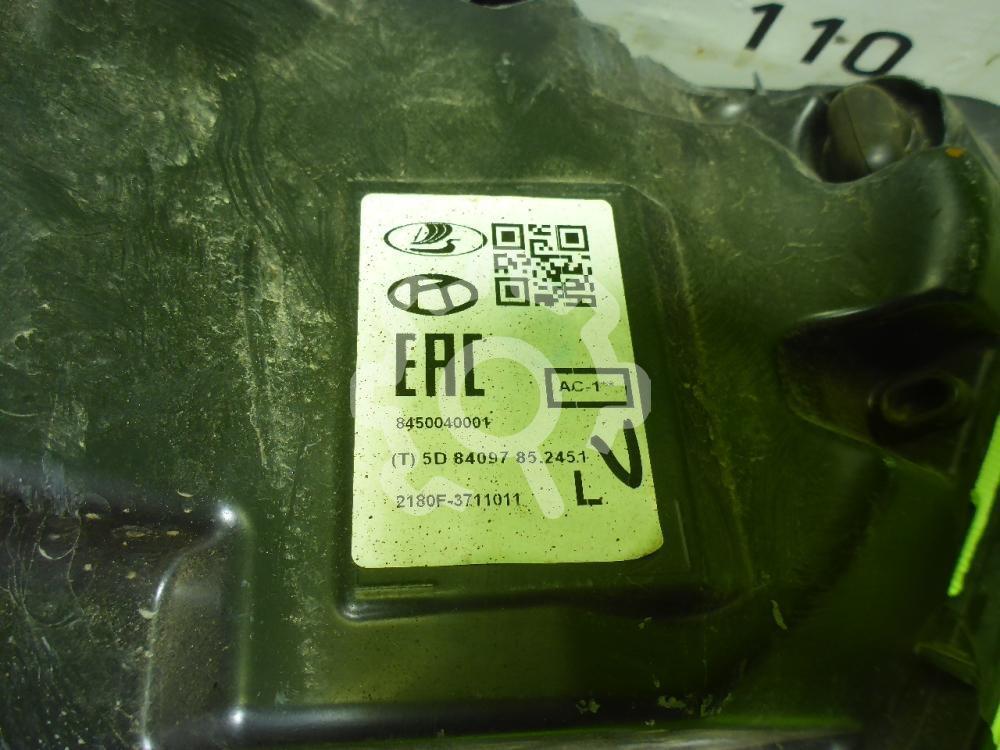 110
EAC
AC-1**
8450040001
(T) 5D 84097 85.2451
2180F-3711011
L
V